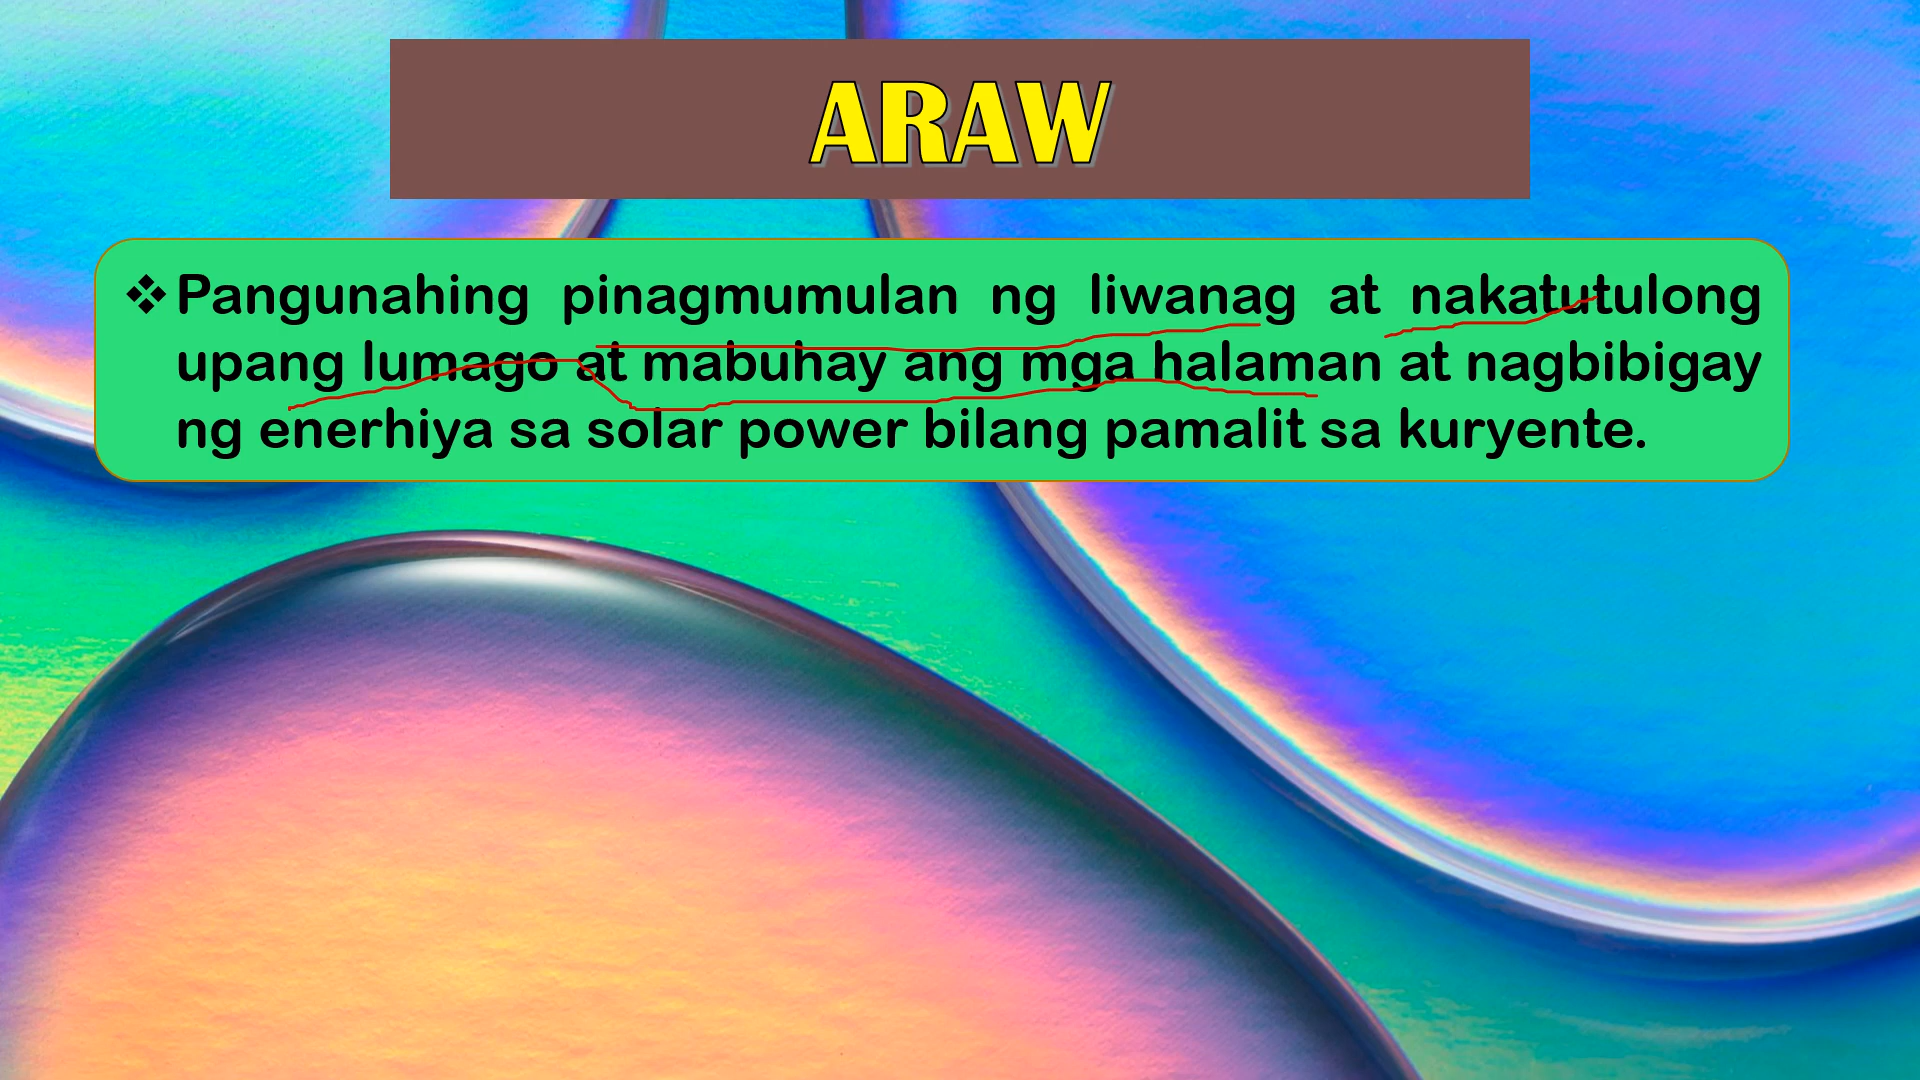 ARAW
❖ Pangunahing pinagmumulan ng liwanag at nakatutulong
upang lumago at mabuhay ang mga halaman at nagbibigay
ng enerhiya sa solar power bilang pamalit sa kuryente.